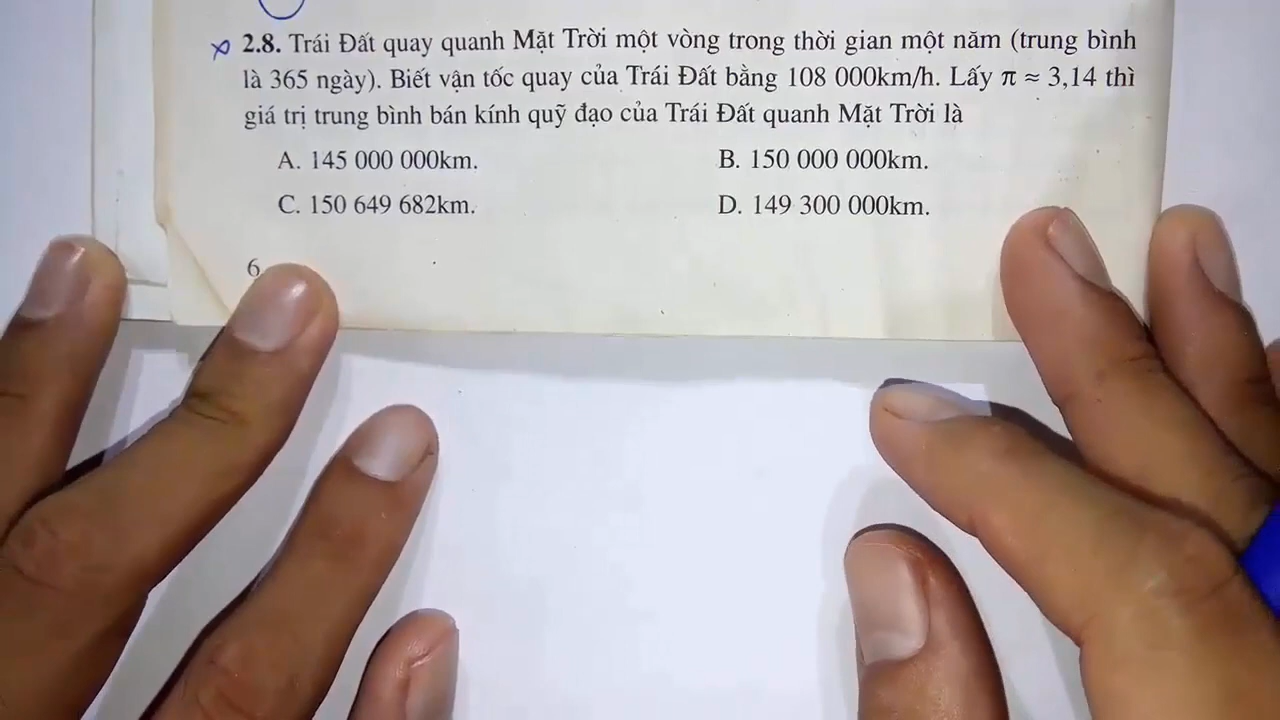 2.8. Trái Đất quay quanh Mặt Trời một vòng trong thời gian một năm (trung bình
là 365 ngày). Biết vận tốc quay của Trái Đất bằng 108 000km/h. Lấy π ≈ 3,14 thì
giá trị trung bình bán kính quỹ đạo của Trái Đất quanh Mặt Trời là
A. 145 000 000km. B. 150 000 000km.
C. 150 649 682km. D. 149 300 000km.
6